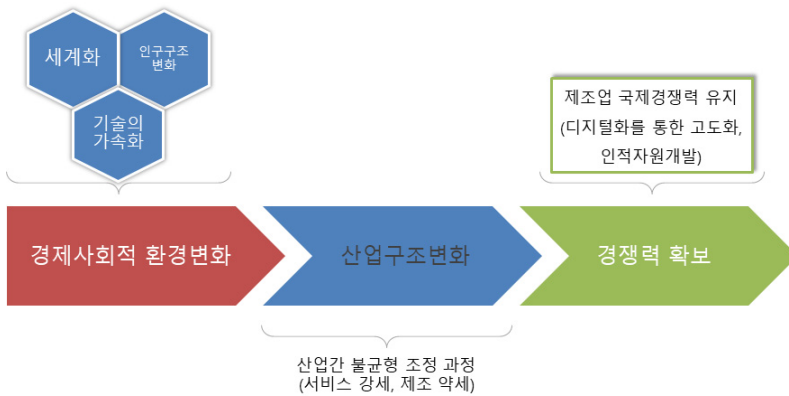 세계화
인구구조
변화
기술의
가속화
제조업 국제경쟁력 유지
(디지털화를 통한 고도화,
인적자원개발)
경제사회적 환경변화
산업구조변화
경쟁력 확보
산업간 불균형 조정 과정
(서비스 강세, 제조 약세)